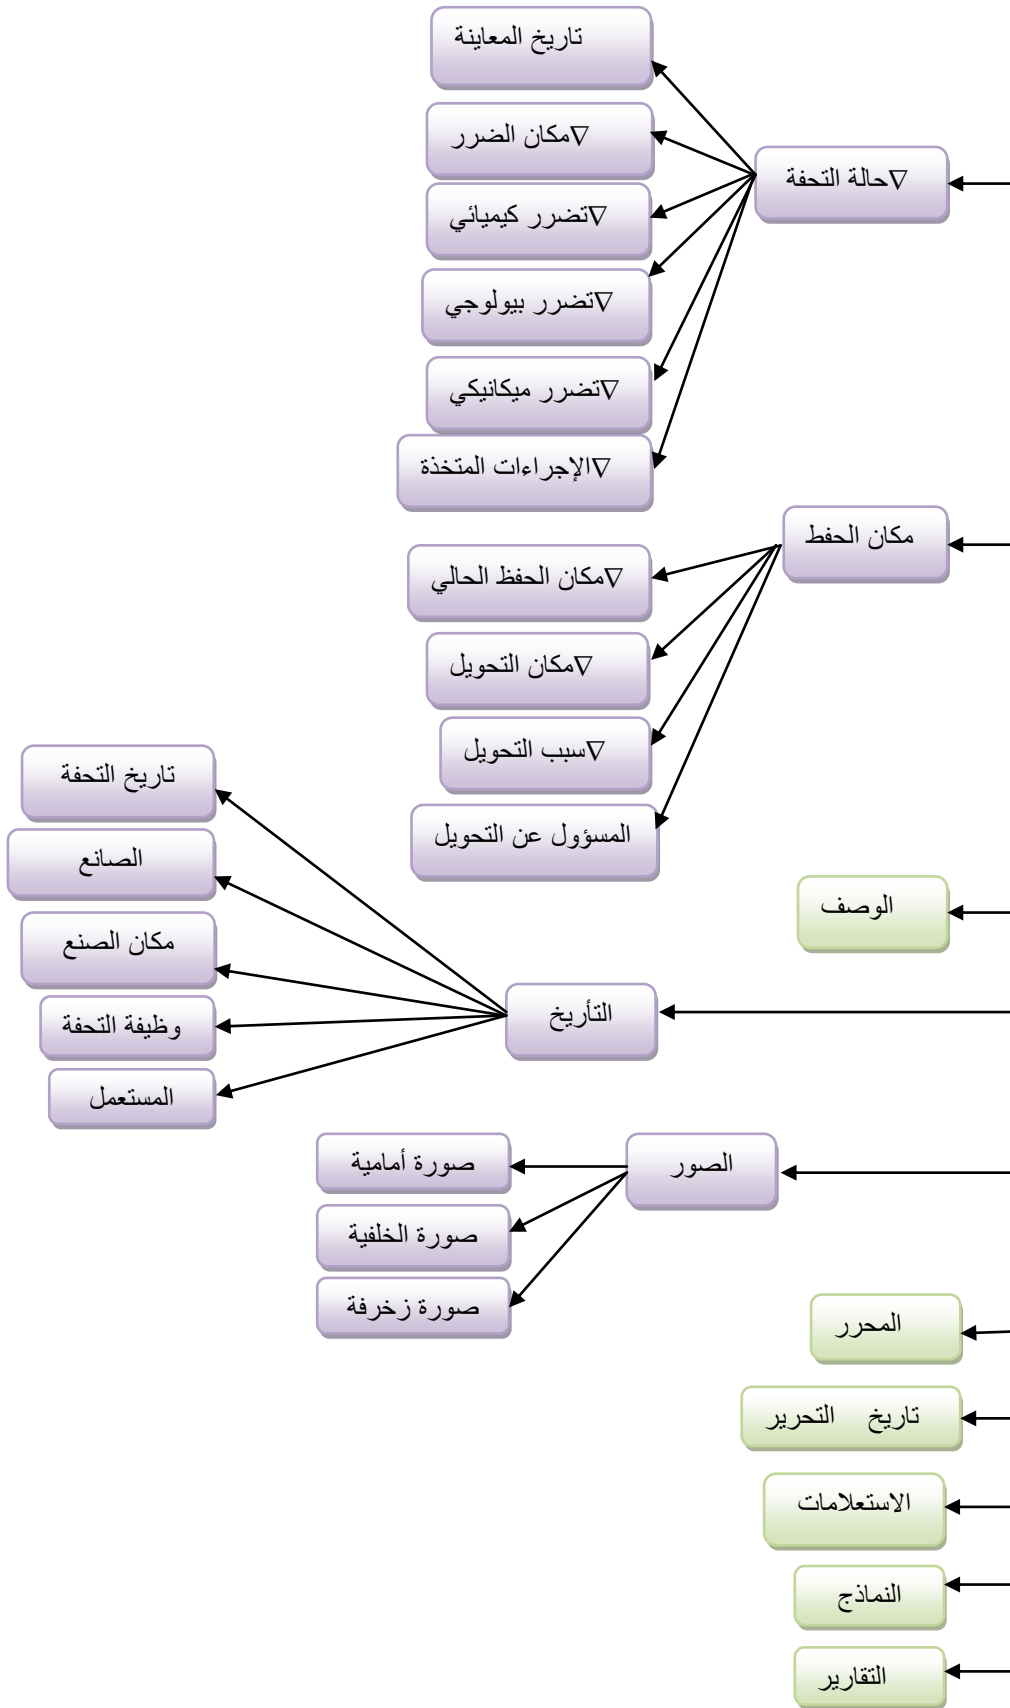 ∇حالة التحفة
تاريخ المعاينة
∇مكان الضرر
∇تضرر كيميائي
∇تضرر بيولوجي
∇تضرر ميكانيكي
∇الإجراءات المتخذة
مكان الحفط
∇مكان الحفظ الحالي
∇مكان التحويل
∇سبب التحويل
المسؤول عن التحويل
الوصف
التأريخ
تاريخ التحفة
الصانع
مكان الصنع
وظيفة التحفة
المستعمل
الصور
صورة أمامية
صورة الخلفية
صورة زخرفة
المحرر
تاريخ التحرير
الاستعلامات
النماذج
التقارير